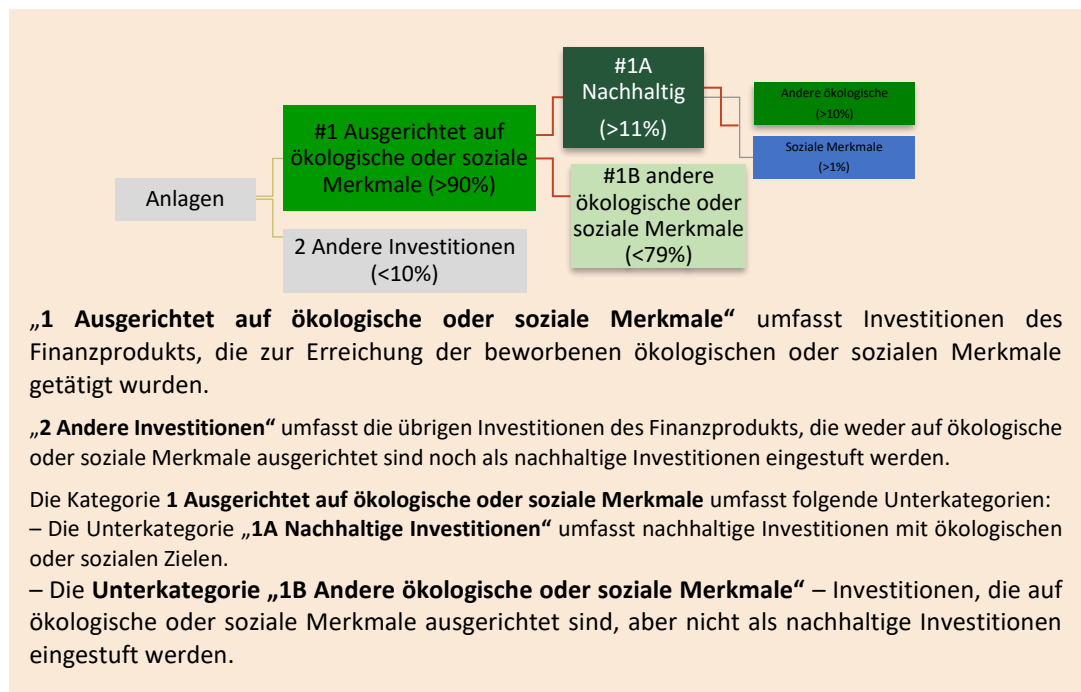 Anlagen
#1 Ausgerichtet auf
ökologische oder soziale
Merkmale (>90%)
2 Andere Investitionen
(<10%)
#1A
Nachhaltig
(>11%)
#1B andere
ökologische oder
soziale Merkmale
(<79%)
Andere ökologische
(>10%)
Soziale Merkmale
(>1%)
„1 Ausgerichtet auf ökologische oder soziale Merkmale“ umfasst Investitionen des
Finanzprodukts, die zur Erreichung der beworbenen ökologischen oder sozialen Merkmale
getätigt wurden.
„2 Andere Investitionen“ umfasst die übrigen Investitionen des Finanzprodukts, die weder auf ökologische
oder soziale Merkmale ausgerichtet sind noch als nachhaltige Investitionen eingestuft werden.
Die Kategorie 1 Ausgerichtet auf ökologische oder soziale Merkmale umfasst folgende Unterkategorien:
– Die Unterkategorie „1A Nachhaltige Investitionen“ umfasst nachhaltige Investitionen mit ökologischen
oder sozialen Zielen.
– Die Unterkategorie „1B Andere ökologische oder soziale Merkmale“ – Investitionen, die auf
ökologische oder soziale Merkmale ausgerichtet sind, aber nicht als nachhaltige Investitionen
eingestuft werden.